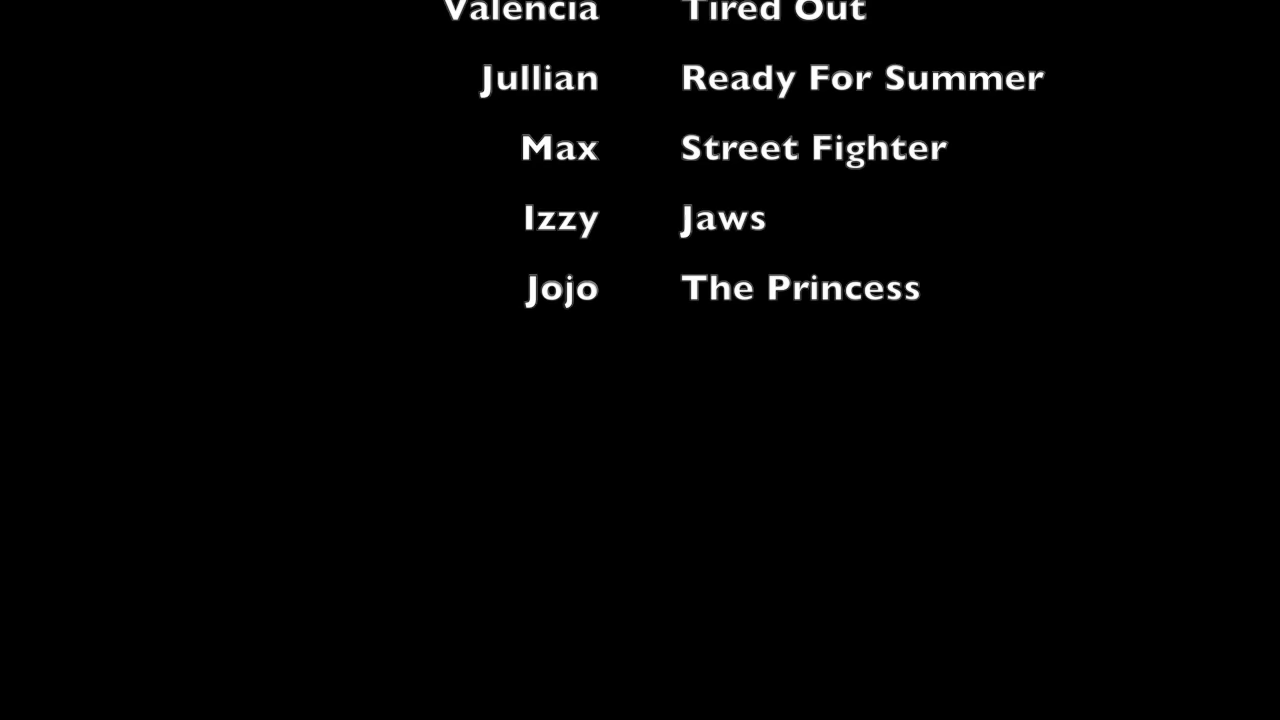 Valencia Tired Out
Jullian Ready For Summer
Max Street Fighter
Izzy Jaws
Jojo The Princess